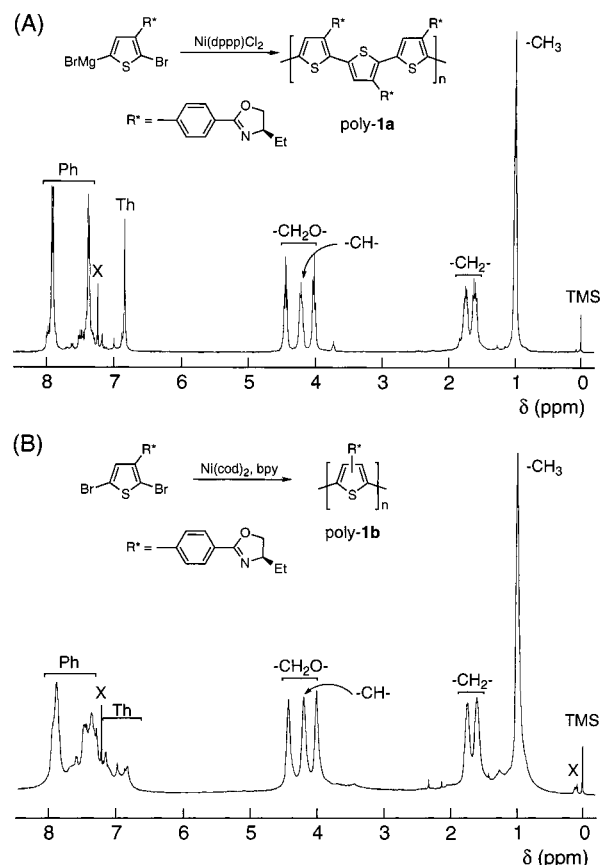 (A)
R*
BrMg
S
Br
Ni(dppp)Cl2
R*
R*
S
S
S
R*
n
poly-1a
R* =
O
N
Et
-CH3
Ph
X
Th
-CH2O-
-CH-
-CH2-
TMS
8 7 6 5 4 3 2 1 0
δ (ppm)
(B)
R*
Br
S
Br
Ni(cod)2, bpy
R*
S
n
poly-1b
R* =
O
N
Et
-CH3
Ph
X
Th
-CH2O-
-CH-
-CH2-
TMS
X
8 7 6 5 4 3 2 1 0
δ (ppm)